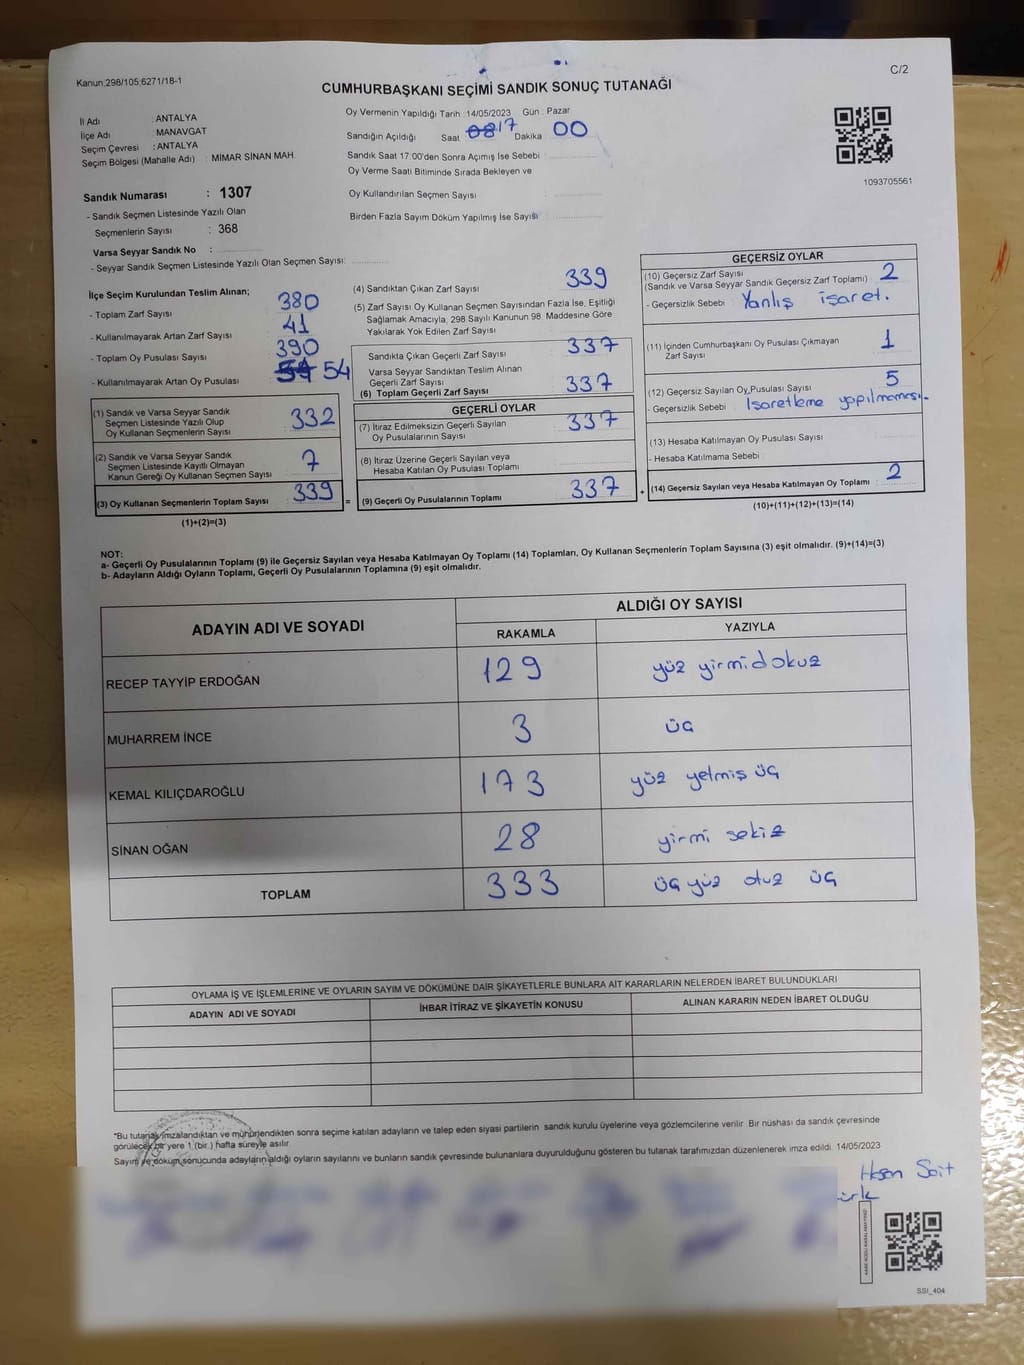 Kanun;298/105;6271/18-1
C/2
CUMHURBAŞKANI SEÇİMİ SANDIK SONUÇ TUTANAĞI
İl Adı : ANTALYA
İlçe Adı : MANAVGAT
Seçim Çevresi : ANTALYA
Seçim Bölgesi (Mahalle Adı) : MİMAR SİNAN MAH.
Oy Vermenin Yapıldığı Tarih :14/05/2023 Gün : Pazar
Sandığın Açıldığı Saat 17 Dakika 00
Sandık Saat 17:00'den Sonra Açımış İse Sebebi :
Oy Verme Saati Bitiminde Sırada Bekleyen ve
Oy Kullandırılan Seçmen Sayısı :
Birden Fazla Sayım Döküm Yapılmış İse Sayısı :
1093705561
Sandık Numarası : 1307
- Sandık Seçmen Listesinde Yazılı Olan
Seçmenlerin Sayısı : 368
Varsa Seyyar Sandık No :
- Seyyar Sandık Seçmen Listesinde Yazılı Olan Seçmen Sayısı:
İlçe Seçim Kurulundan Teslim Alınan;
- Toplam Zarf Sayısı : 380
- Kullanılmayarak Artan Zarf Sayısı : 41
- Toplam Oy Pusulası Sayısı : 390
- Kullanılmayarak Artan Oy Pusulası : 54 54
(1) Sandık ve Varsa Seyyar Sandık
Seçmen Listesinde Yazılı Olup
Oy Kullanan Seçmenlerin Sayısı : 332
(2) Sandık ve Varsa Seyyar Sandık
Seçmen Listesinde Kayıtlı Olmayan
Kanun Gereği Oy Kullanan Seçmen Sayısı : 7
(3) Oy Kullanan Seçmenlerin Toplam Sayısı : 339 =
(1)+(2)=(3)
(4) Sandıktan Çıkan Zarf Sayısı : 339
(5) Zarf Sayısı Oy Kullanan Seçmen Sayısından Fazla İse, Eşitliği
Sağlamak Amacıyla, 298 Sayılı Kanunun 98. Maddesine Göre
Yakılarak Yok Edilen Zarf Sayısı :
Sandıkta Çıkan Geçerli Zarf Sayısı : 337
Varsa Seyyar Sandıktan Teslim Alınan
Geçerli Zarf Sayısı :
(6) Toplam Geçerli Zarf Sayısı : 337
GEÇERLİ OYLAR
(7) İtiraz Edilmeksizin Geçerli Sayılan
Oy Pusulalarının Sayısı : 337
(8) İtiraz Üzerine Geçerli Sayılan veya
Hesaba Katılan Oy Pusulası Toplamı :
(9) Geçerli Oy Pusulalarının Toplamı : 337 +
GEÇERSİZ OYLAR
(10) Geçersiz Zarf Sayısı : 2
(Sandık ve Varsa Seyyar Sandık Geçersiz Zarf Toplamı)
- Geçersizlik Sebebi : Yanlış işaret.
(11) İçinden Cumhurbaşkanı Oy Pusulası Çıkmayan
Zarf Sayısı : 1
(12) Geçersiz Sayılan Oy Pusulası Sayısı : 5
- Geçersizlik Sebebi : İsaretleme yapılmaması.
(13) Hesaba Katılmayan Oy Pusulası Sayısı :
- Hesaba Katılmama Sebebi :
(14) Geçersiz Sayılan veya Hesaba Katılmayan Oy Toplamı : 2
(10)+(11)+(12)+(13)=(14)
NOT:
a- Geçerli Oy Pusulalarının Toplamı (9) ile Geçersiz Sayılan veya Hesaba Katılmayan Oy Toplamı (14) Toplamları, Oy Kullanan Seçmenlerin Toplam Sayısına (3) eşit olmalıdır. (9)+(14)=(3)
b- Adayların Aldığı Oyların Toplamı, Geçerli Oy Pusulalarının Toplamına (9) eşit olmalıdır.
ADAYIN ADI VE SOYADI
ALDIĞI OY SAYISI
RAKAMLA
YAZIYLA
RECEP TAYYİP ERDOĞAN 129 yüz yirmidokuz
MUHARREM İNCE 3 üç
KEMAL KILIÇDAROĞLU 173 yüz yetmiş üç
SİNAN OĞAN 28 yirmi sekiz
TOPLAM 333 üç yüz otuz üç
OYLAMA İŞ VE İŞLEMLERİNE VE OYLARIN SAYIM VE DÖKÜMÜNE DAİR ŞİKAYETLERLE BUNLARA AİT KARARLARIN NELERDEN İBARET BULUNDUKLARI
ADAYIN ADI VE SOYADI
İHBAR İTİRAZ VE ŞİKAYETİN KONUSU
ALINAN KARARIN NEDEN İBARET OLDUĞU
*Bu tutanak imzalandıktan ve mühürlendikten sonra seçime katılan adayların ve talep eden siyasi partilerin sandık kurulu üyelerine veya gözlemcilerine verilir. Bir nüshası da sandık çevresinde
görülecek bir yere 1 (bir.) hafta süreyle asılır.
Sayım ve döküm sonucunda adayların aldığı oyların sayılarını ve bunların sandık çevresinde bulunanlara duyurulduğunu gösteren bu tutanak tarafımızdan düzenlenerek imza edildi. 14/05/2023
Sait
SSİ_404